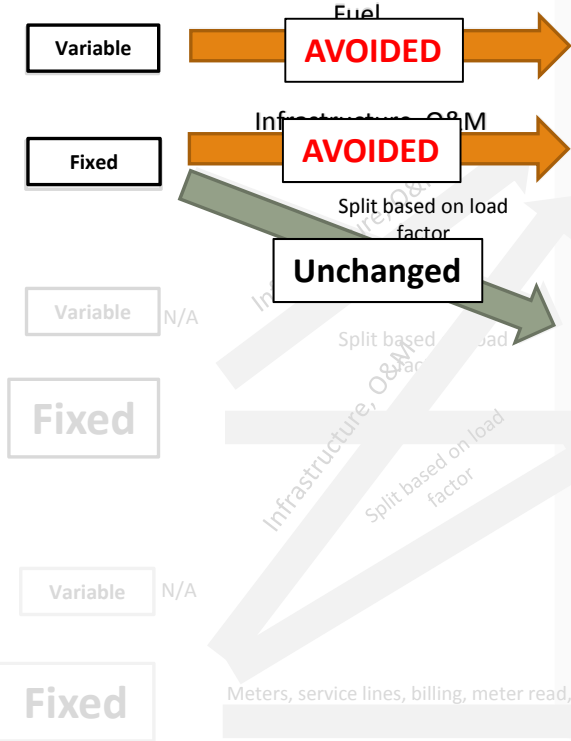 Fuel
Variable
AVOIDED
Infrastructure, O&M
AVOIDED
Fixed
Split based on load
factor
Unchanged
Variable
N/A
Split based load
Fixed
Infrastructure, O&M
Split based on load
factor
Variable
N/A
Fixed
Meters, service lines, billing, meter read,